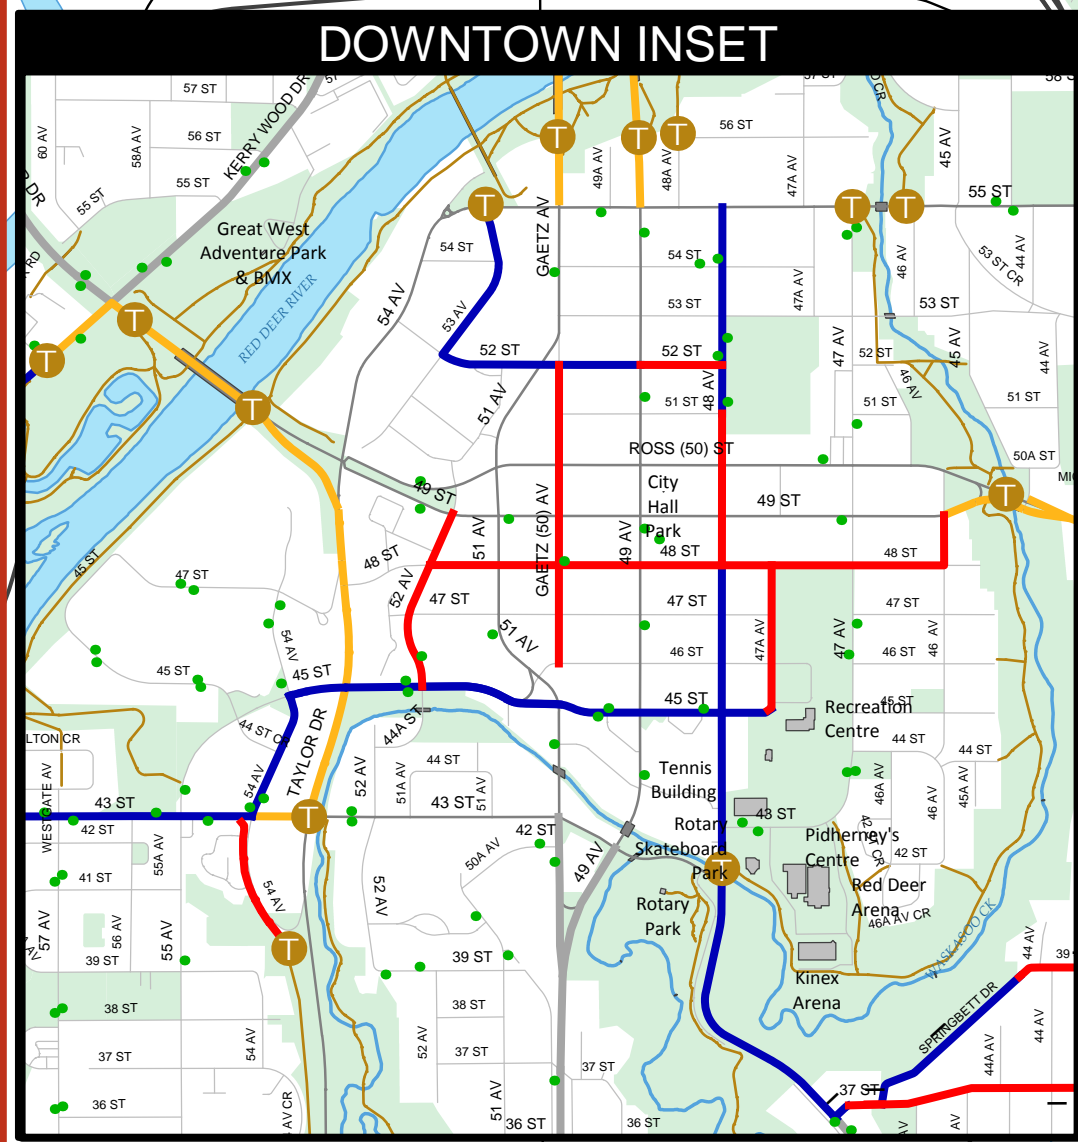 DOWNTOWN INSET
57 ST
KERRY WOOD DR
60 AV
58A AV
56 ST
55 ST
55 ST
Great West
Adventure Park
& BMX
RED DEER RIVER
T
T
T
T
T
T
T
T
T
T
T
T
T
GAETZ AV
49A AV
48A AV
56 ST
47A AV
45 AV
55 ST
54 ST
54 ST
54 AV
53 AV
53 ST
47A AV
46 AV
44 AV
53 ST CR
53 ST
52 ST
52 ST
47 AV
52 ST
45 AV
44 AV
51 AV
48 AV
51 ST
51 ST
46 AV
51 ST
ROSS (50) ST
50A ST
49 ST
City
Hall
Park
49 ST
51 AV
GAETZ (50) AV
49 AV
48 ST
48 ST
48 ST
45 ST
47 ST
52 AV
47 ST
47 ST
47 ST
54 AV
51 AV
46 ST
47A AV
47 AV
46 ST
46 AV
45 ST
45 ST
45 ST
45 ST
Recreation
Centre
44 ST
44 ST
44A ST
LTON CR
TAYLOR DR
54 AV
52 AV
51A AV
44 ST
51 AV
Tennis
Building
46A AV
46 AV
45A AV
WESTGATE AV
43 ST
43 ST
43 ST
42 ST
42 ST
55A AV
50A AV
49 AV
Rotary
Skateboard
Park
Pidherney's
Centre
42 ST
41 ST
54 AV
52 AV
Red Deer
Arena
46A AV CR
Rotary
Park
57 AV
56 AV
55 AV
39 ST
39 ST
WASKASOO CK
44 AV
39
Kinex
Arena
38 ST
38 ST
SPRINGBETT DR
44A AV
44 AV
37 ST
54 AV
52 AV
37 ST
37 ST
37 ST
36 ST
AV CR
51 AV
36 ST
36 ST
AV
AV